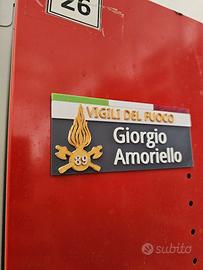 26
VIGILI DEL FUOCO
Giorgio
Amoriello
89
subito